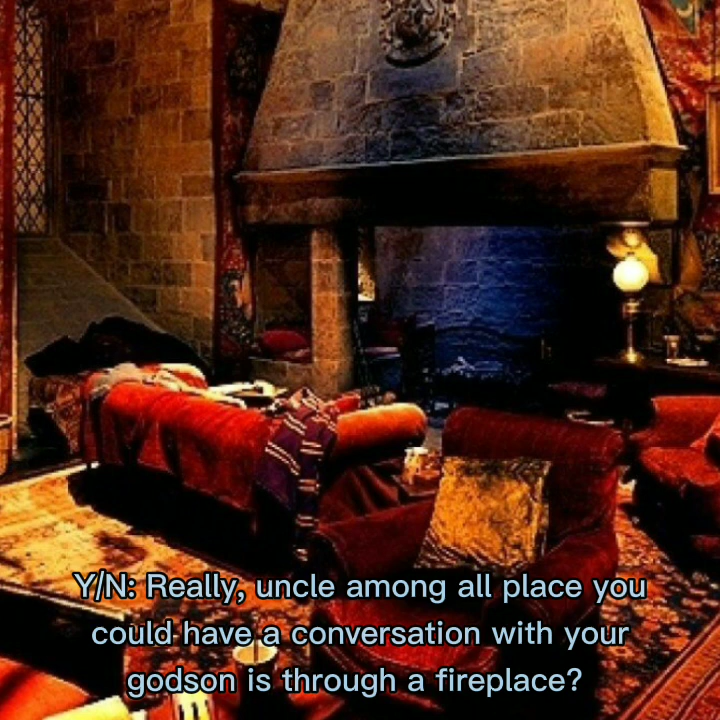 Y/N: Really, uncle among all place you
could have a conversation with your
godson is through a fireplace?